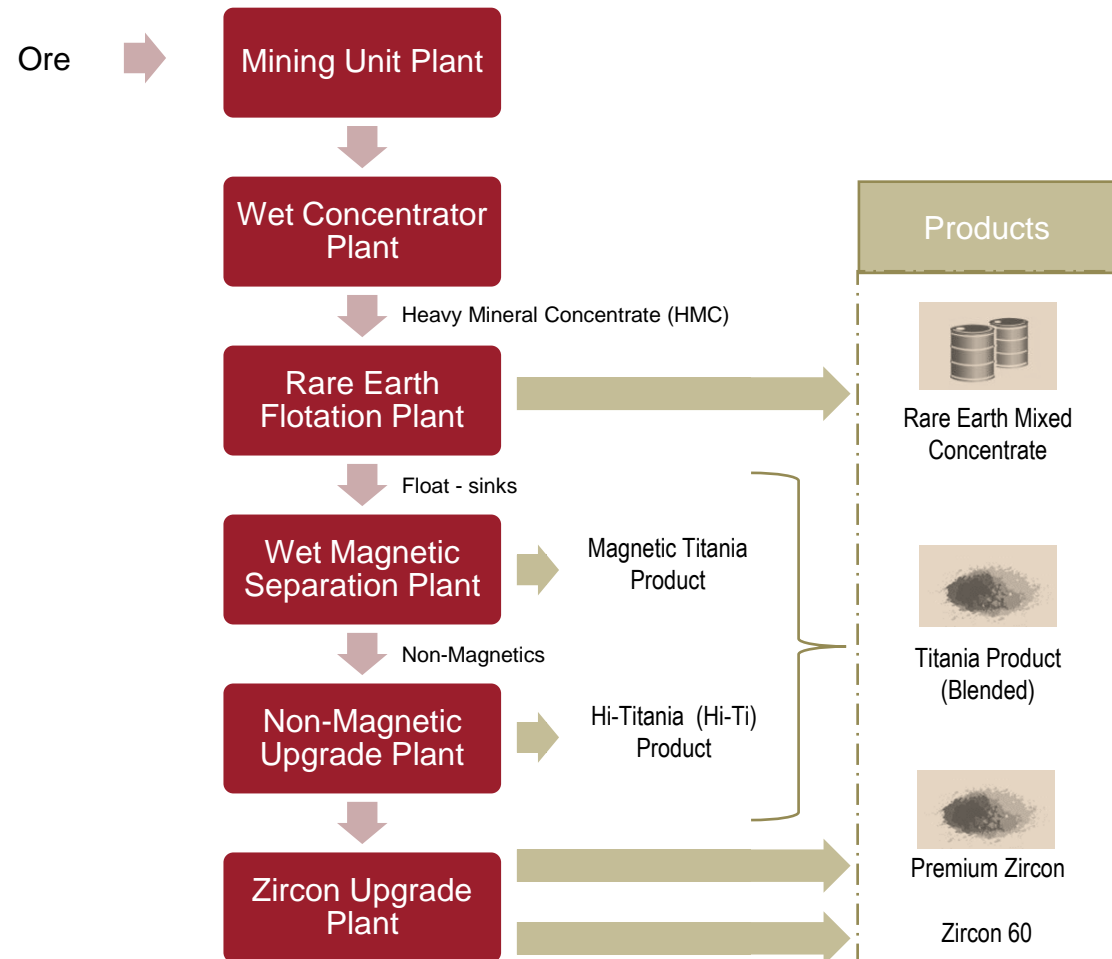 Ore
Mining Unit Plant
Wet Concentrator
Plant
Products
Heavy Mineral Concentrate (HMC)
Rare Earth
Flotation Plant
Rare Earth Mixed
Concentrate
Float - sinks
Wet Magnetic
Separation Plant
Magnetic Titania
Product
Non-Magnetics
Titania Product
(Blended)
Non-Magnetic
Upgrade Plant
Hi-Titania (Hi-Ti)
Product
Zircon Upgrade
Plant
Premium Zircon
Zircon 60